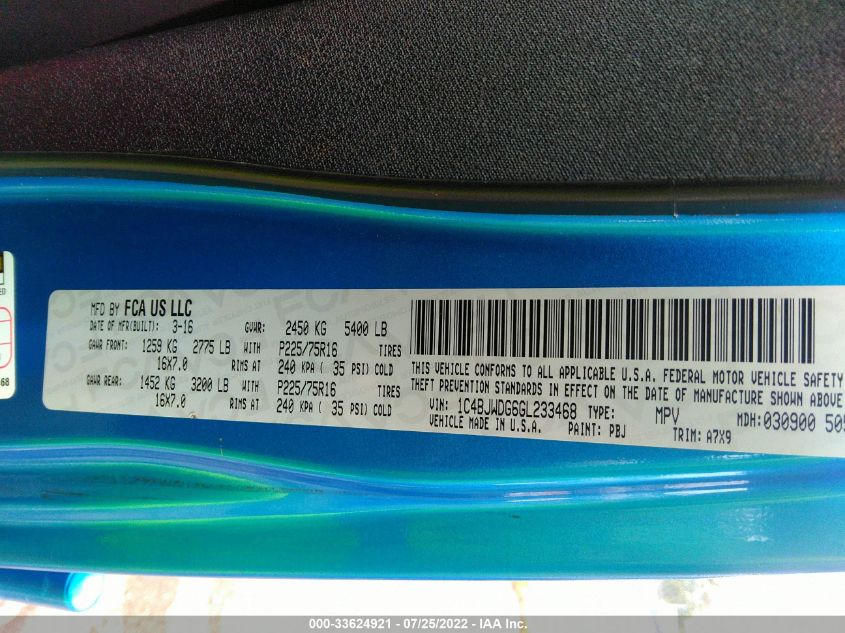 MFD BY FCA US LLC
DATE OF MFR(BUILT): 3-16 GVWR: 2450 KG 5400 LB
GAWR FRONT: 1259 KG 2775 LB WITH P225/75R16 TIRES
16X7.0 RIMS AT 240 KPA ( 35 PSI) COLD
GAWR REAR: 1452 KG 3200 LB WITH P225/75R16 TIRES
16X7.0 RIMS AT 240 KPA ( 35 PSI) COLD
THIS VEHICLE CONFORMS TO ALL APPLICABLE U.S.A. FEDERAL MOTOR VEHICLE SAFETY
THEFT PREVENTION STANDARDS IN EFFECT ON THE DATE OF MANUFACTURE SHOWN ABOVE
VIN: 1C4BJWDG6GL233468 TYPE: MPV MDH:030900 505
VEHICLE MADE IN U.S.A. PAINT: PBJ TRIM: A7X9
000-33624921 - 07/25/2022 - IAA Inc.